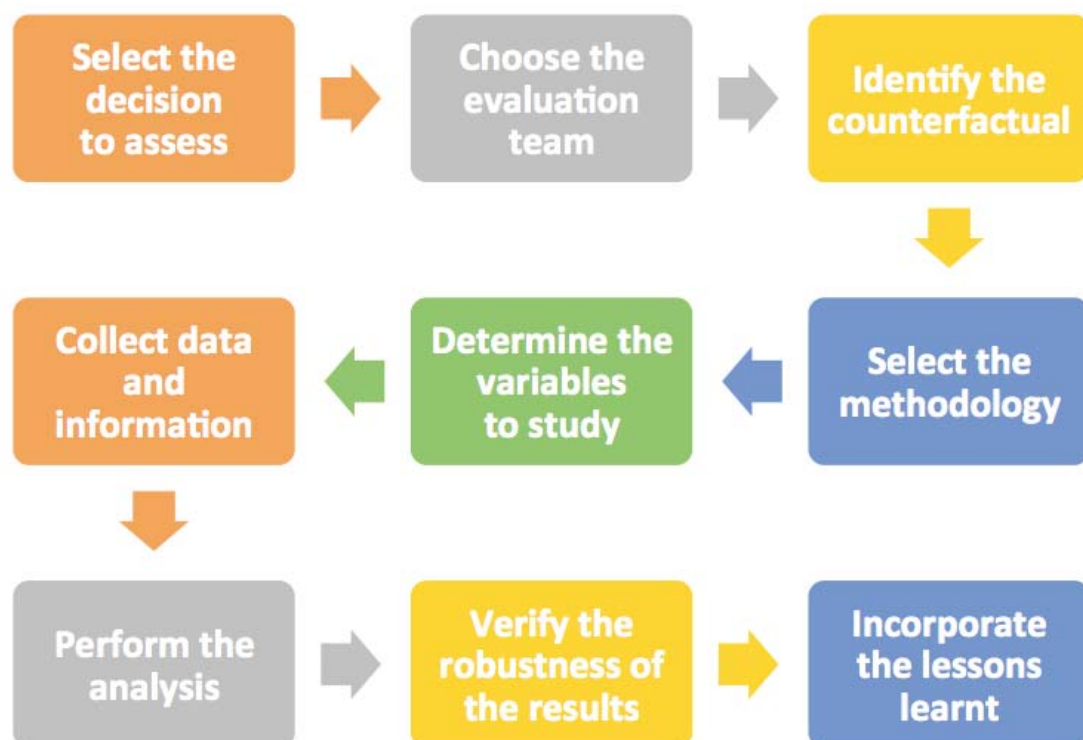 Select the
decision
to assess
Choose the
evaluation
team
Identify the
counterfactual
Select the
methodology
Determine the
variables
to study
Collect data
and
information
Perform the
analysis
Verify the
robustness of
the results
Incorporate
the lessons
learnt